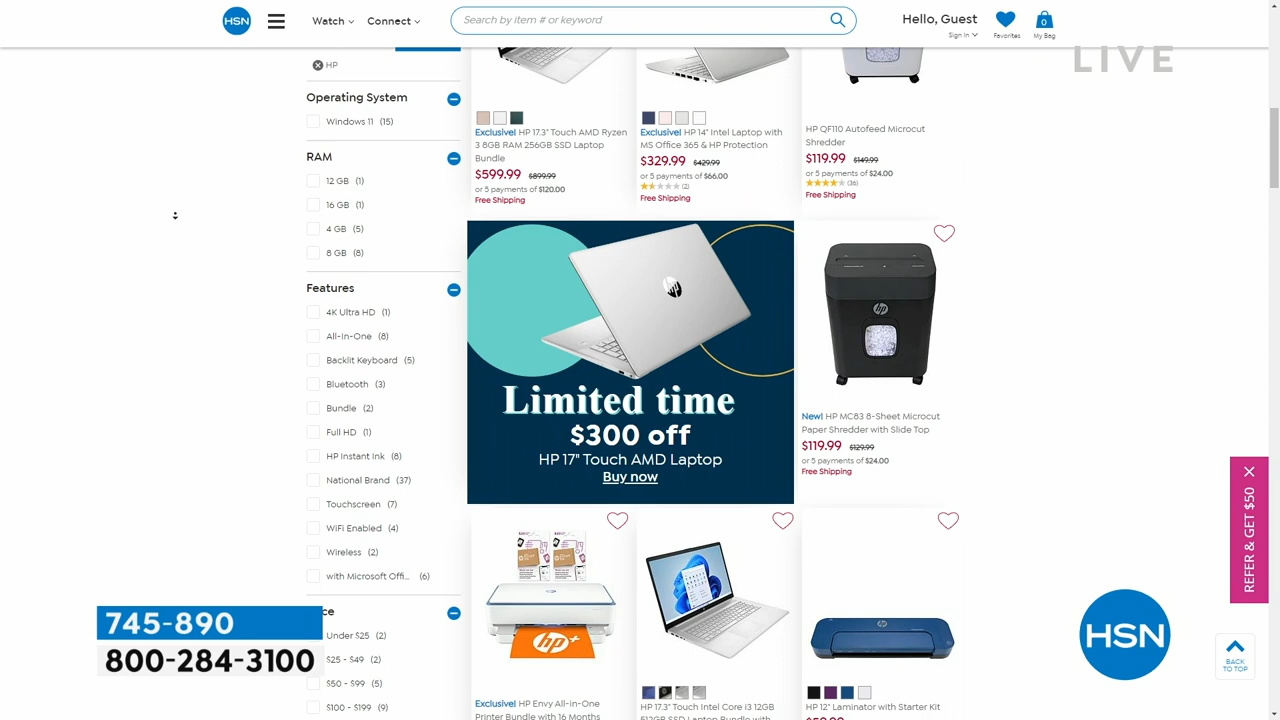 HSN
Watch
Connect
Search by item # or keyword
Hello, Guest
Sign In
Favorites
0
My Bag
LIVE
HP
Operating System
Windows 11 (15)
RAM
12 GB (1)
16 GB (1)
4 GB (5)
8 GB (8)
Features
4K Ultra HD (1)
All-In-One (8)
Backlit Keyboard (5)
Bluetooth (3)
Bundle (2)
Full HD (1)
HP Instant Ink (8)
National Brand (37)
Touchscreen (7)
WiFi Enabled (4)
Wireless (2)
with Microsoft Offi... (6)
ce
Under $25 (2)
$25 - $49 (2)
$50 - $99 (5)
$100 - $199 (9)
Exclusive! HP 17.3" Touch AMD Ryzen
3 8GB RAM 256GB SSD Laptop
Bundle
$599.99 $899.99
or 5 payments of $120.00
Free Shipping
Exclusive! HP 14" Intel Laptop with
MS Office 365 & HP Protection
$329.99 $429.99
or 5 payments of $66.00
(2)
Free Shipping
HP QF110 Autofeed Microcut
Shredder
$119.99 $149.99
or 5 payments of $24.00
(36)
Free Shipping
hp
Limited time
$300 off
HP 17" Touch AMD Laptop
Buy now
hp
New! HP MC83 8-Sheet Microcut
Paper Shredder with Slide Top
$119.99 $129.99
or 5 payments of $24.00
Free Shipping
hp+
Exclusive! HP Envy All-in-One
Printer Bundle with 16 Months
HP 17.3" Touch Intel Core i3 12GB
512GB SSD Laptop Bundle with
hp
HP 12" Laminator with Starter Kit
745-890
800-284-3100
REFER & GET $50
HSN
BACK
TO TOP